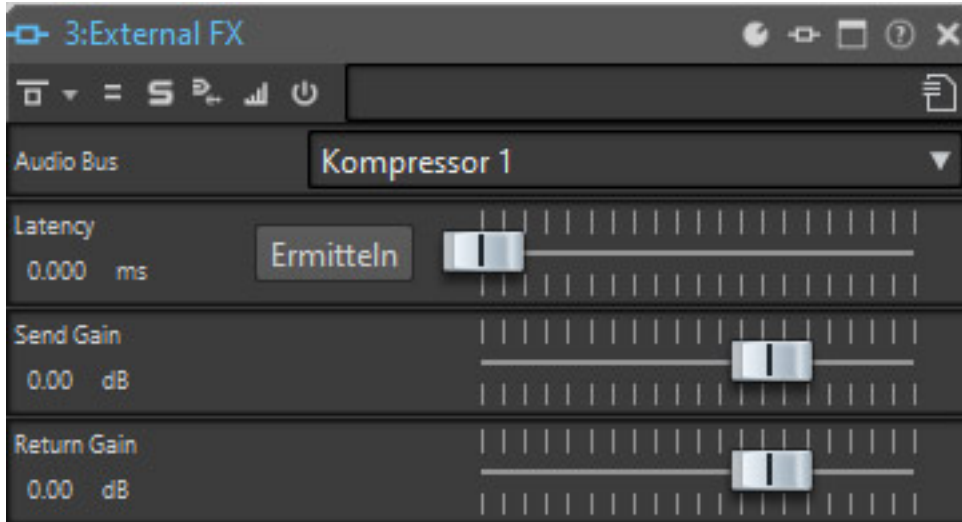 3:External FX
S
Audio Bus Kompressor 1
Latency
0.000 ms Ermitteln
Send Gain
0.00 dB
Return Gain
0.00 dB